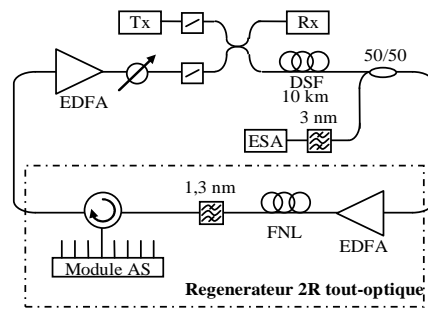 Tx
Rx
50/50
EDFA
DSF
10 km
3 nm
ESA
1,3 nm
FNL
EDFA
Module AS
Regenerateur 2R tout-optique